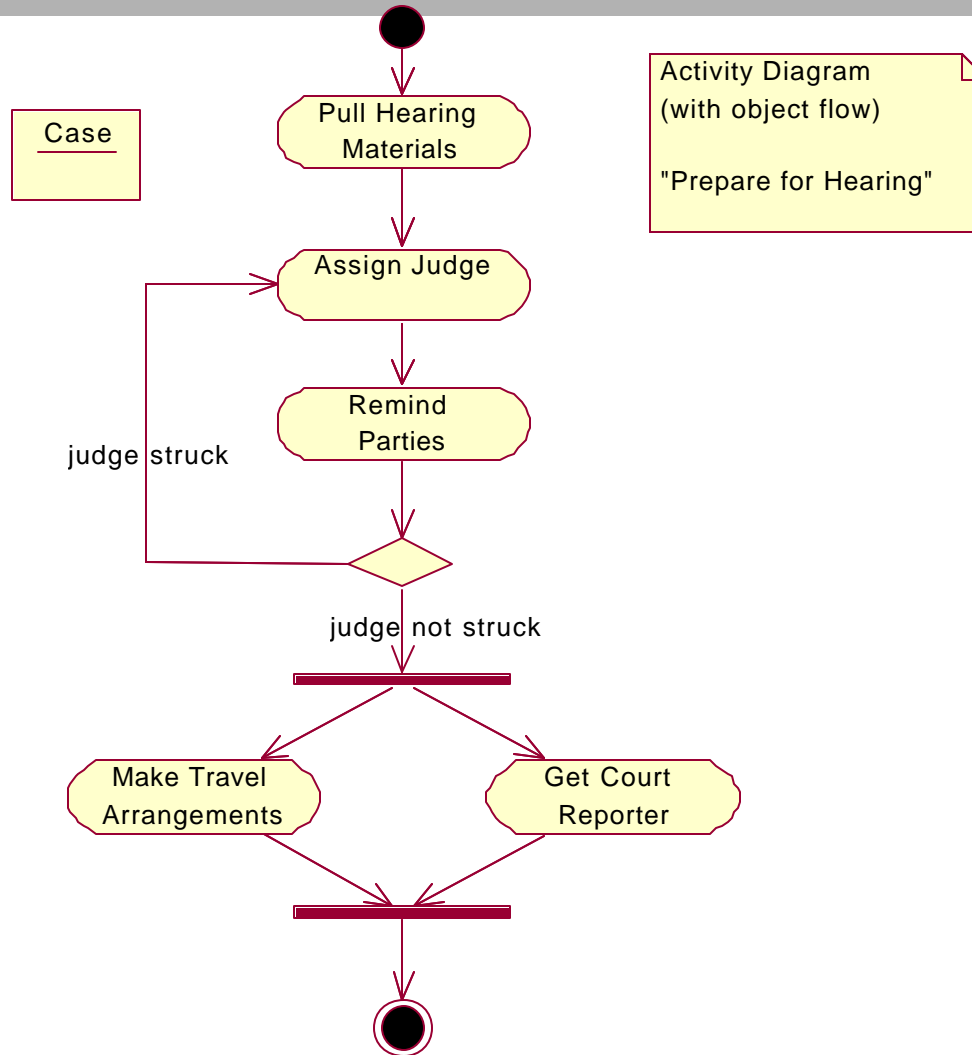 Activity Diagram
(with object flow)
"Prepare for Hearing"
Case
Pull Hearing
Materials
Assign Judge
Remind
Parties
judge struck
judge not struck
Make Travel
Arrangements
Get Court
Reporter